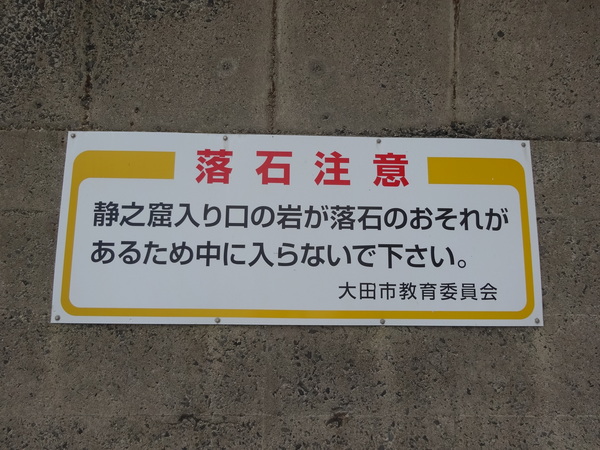 落石注意
静之窟入り口の岩が落石のおそれが
あるため中に入らないで下さい。
大田市教育委員会